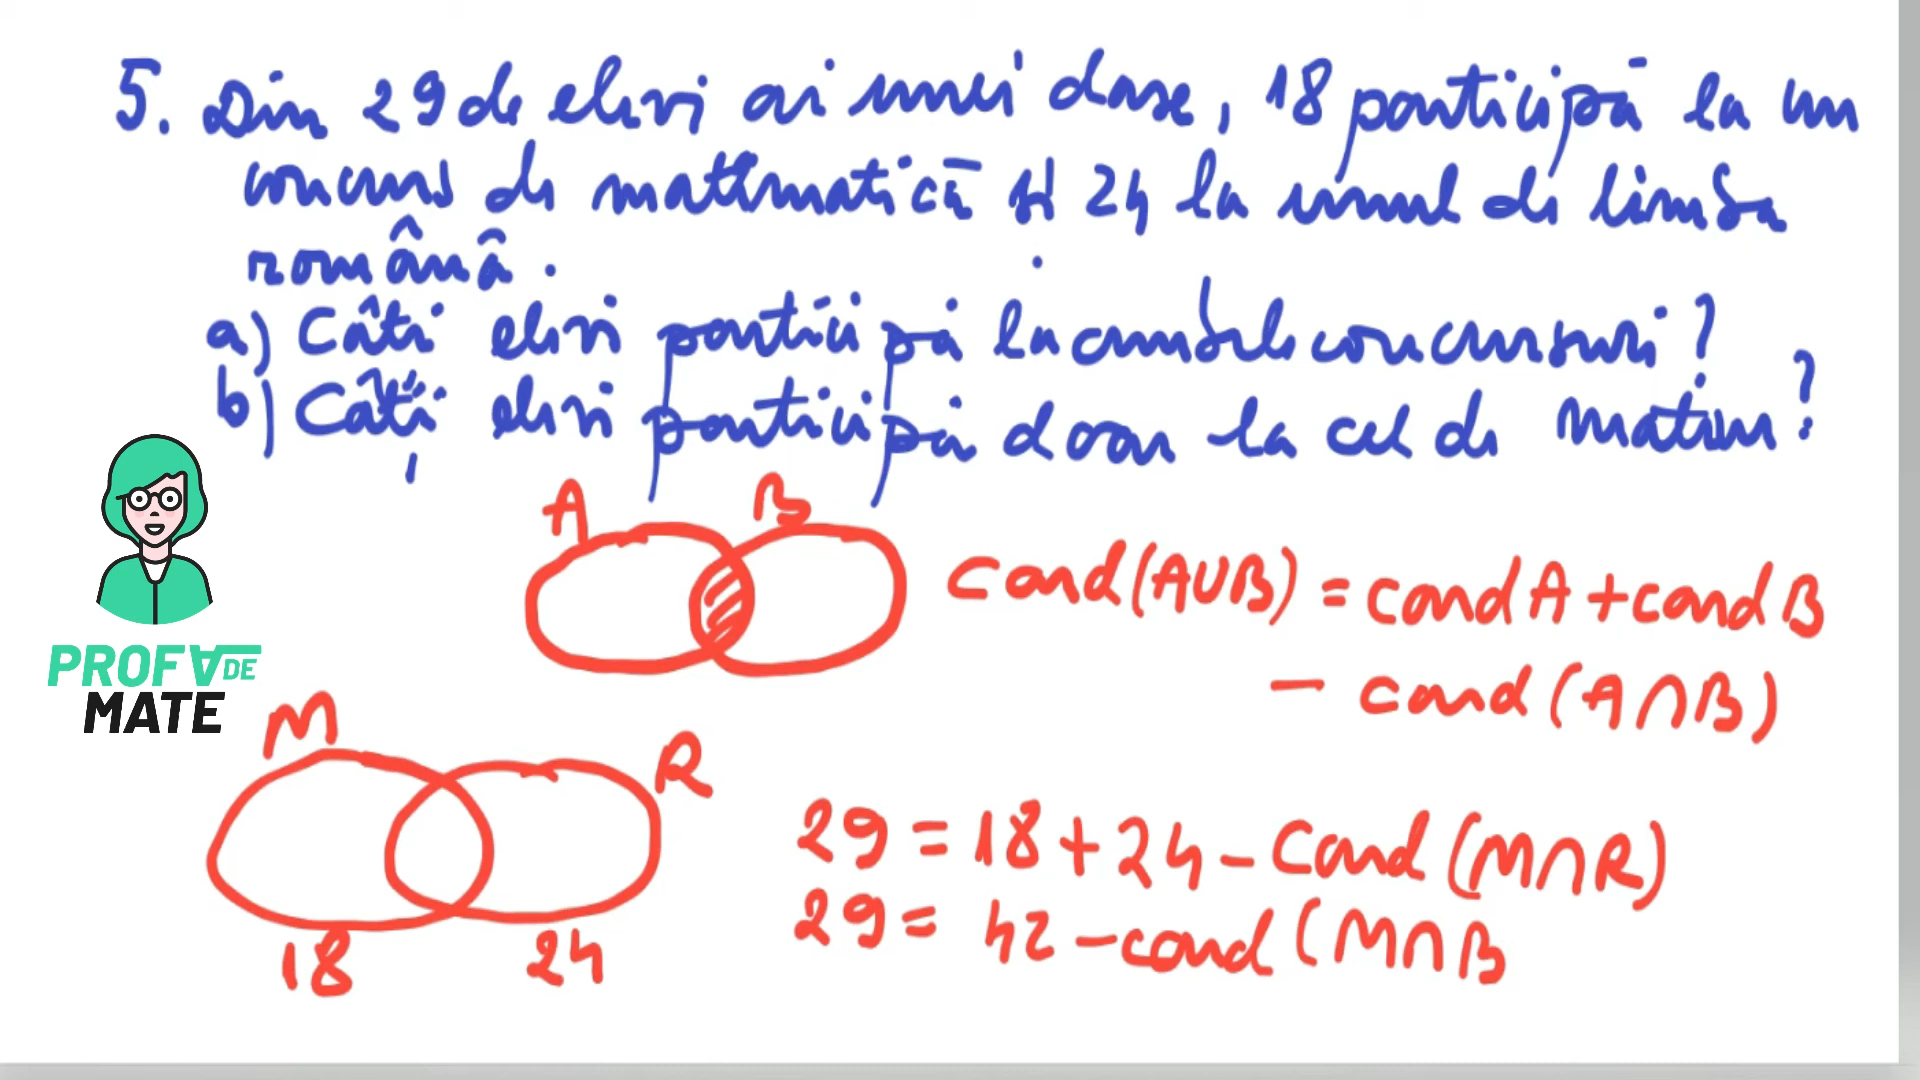 5. Din 29 de elevi ai unei clase, 18 participă la un
concurs de matematică și 24 la unul de limba
română.
a) Câți elevi participă la ambele concursuri?
b) Câți elevi participă doar la cel de matem?
A B
card(A∪B) = card A + card B
- card (A∩B)
PROFA DE
MATE
M R
29 = 18 + 24 - Card (M∩R)
29 = 42 - card (M∩B
18 24